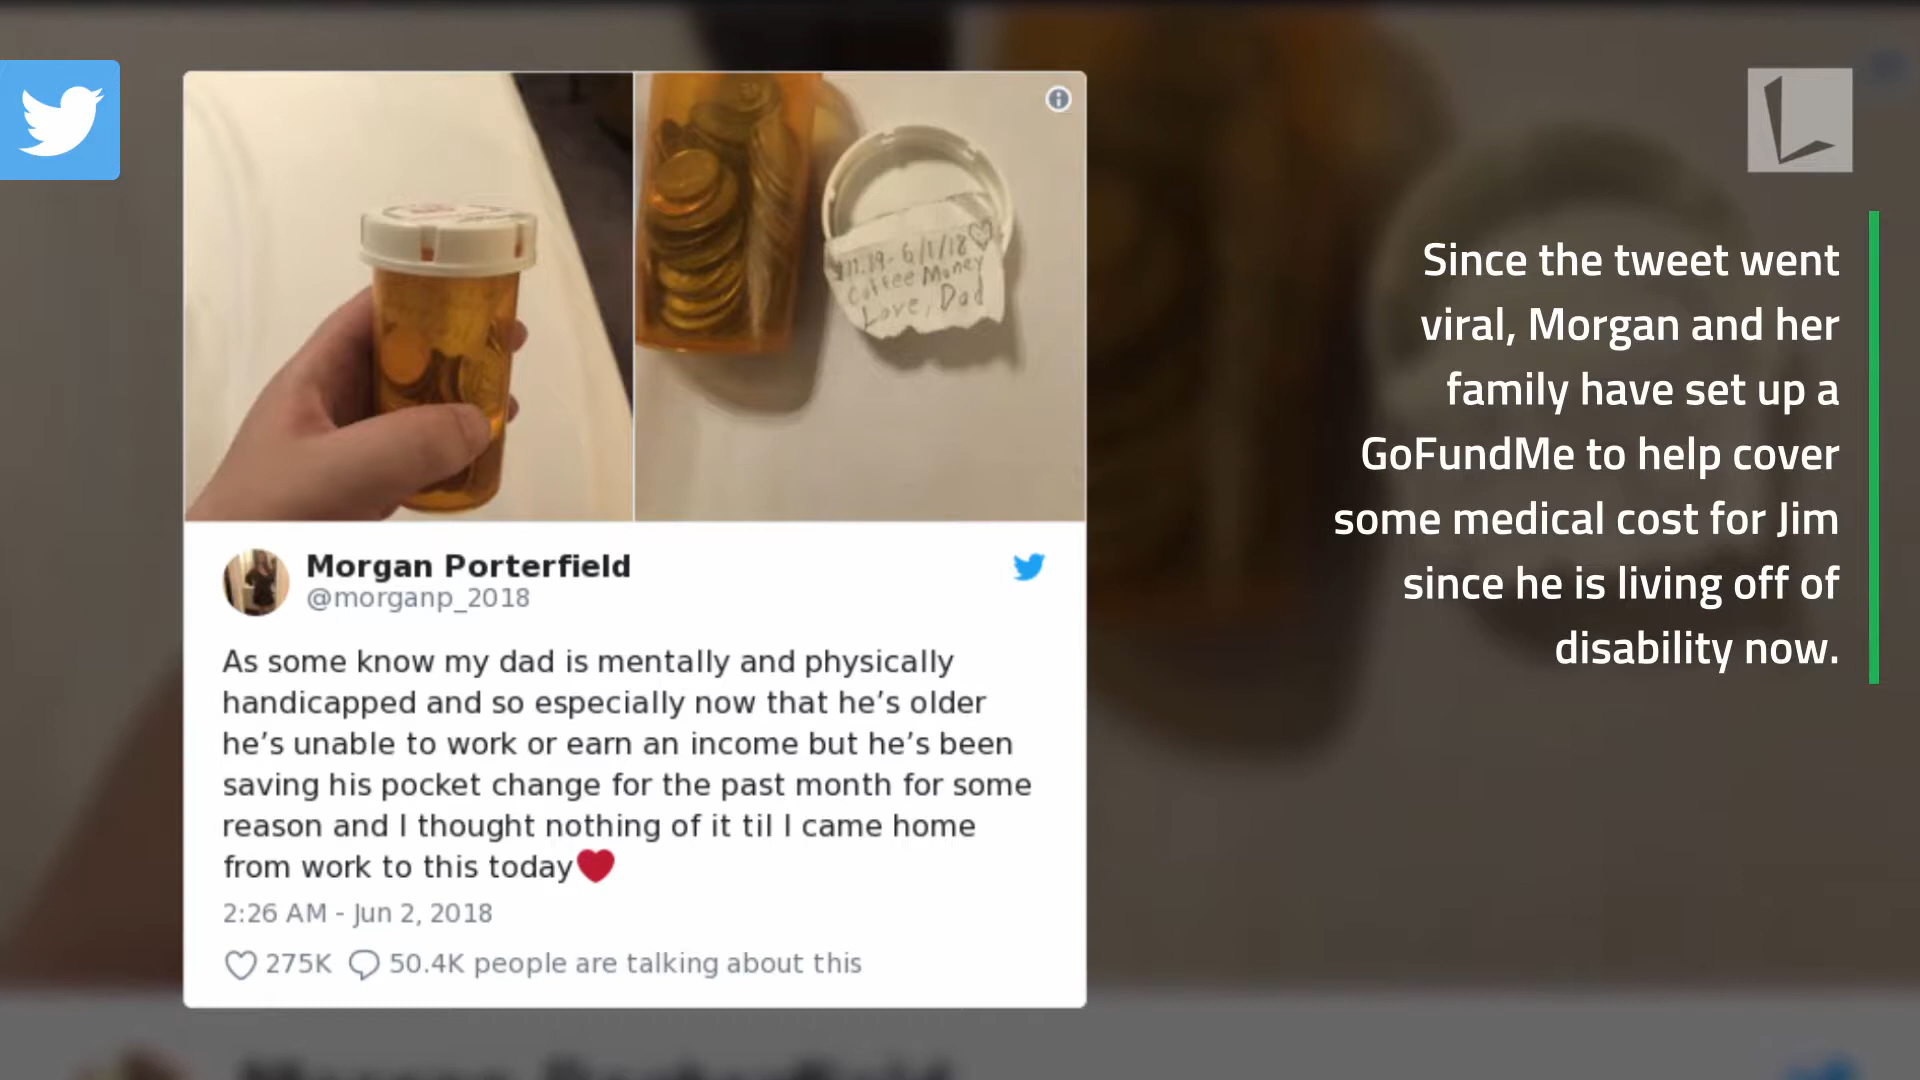 $11.19 - 6/1/18♡
Coffee Money
Love, Dad
Morgan Porterfield
@morganp_2018
As some know my dad is mentally and physically
handicapped and so especially now that he’s older
he’s unable to work or earn an income but he’s been
saving his pocket change for the past month for some
reason and I thought nothing of it til I came home
from work to this today❤
2:26 AM - Jun 2, 2018
275K 50.4K people are talking about this
Since the tweet went
viral, Morgan and her
family have set up a
GoFundMe to help cover
some medical cost for Jim
since he is living off of
disability now.